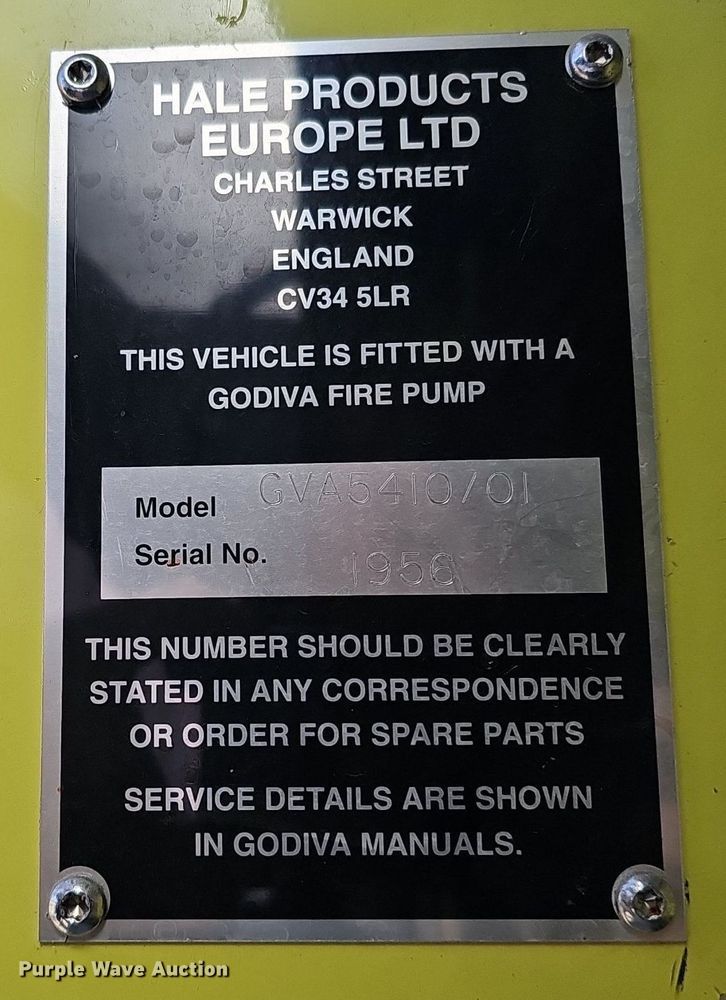 HALE PRODUCTS
EUROPE LTD
CHARLES STREET
WARWICK
ENGLAND
CV34 5LR
THIS VEHICLE IS FITTED WITH A
GODIVA FIRE PUMP
Model GVA5410/01
Serial No. 1956
THIS NUMBER SHOULD BE CLEARLY
STATED IN ANY CORRESPONDENCE
OR ORDER FOR SPARE PARTS
SERVICE DETAILS ARE SHOWN
IN GODIVA MANUALS.
Purple Wave Auction